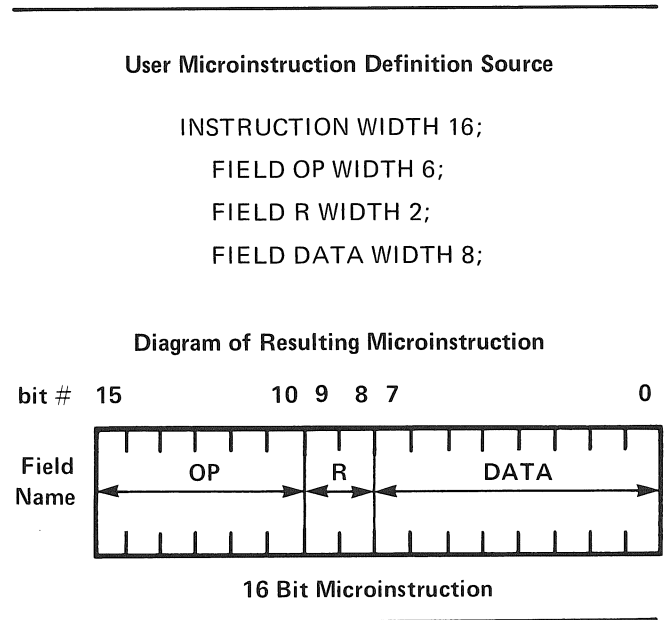 User Microinstruction Definition Source
INSTRUCTION WIDTH 16;
FIELD OP WIDTH 6;
FIELD R WIDTH 2;
FIELD DATA WIDTH 8;
Diagram of Resulting Microinstruction
bit # 15 10 9 8 7 0
Field Name OP R DATA
16 Bit Microinstruction